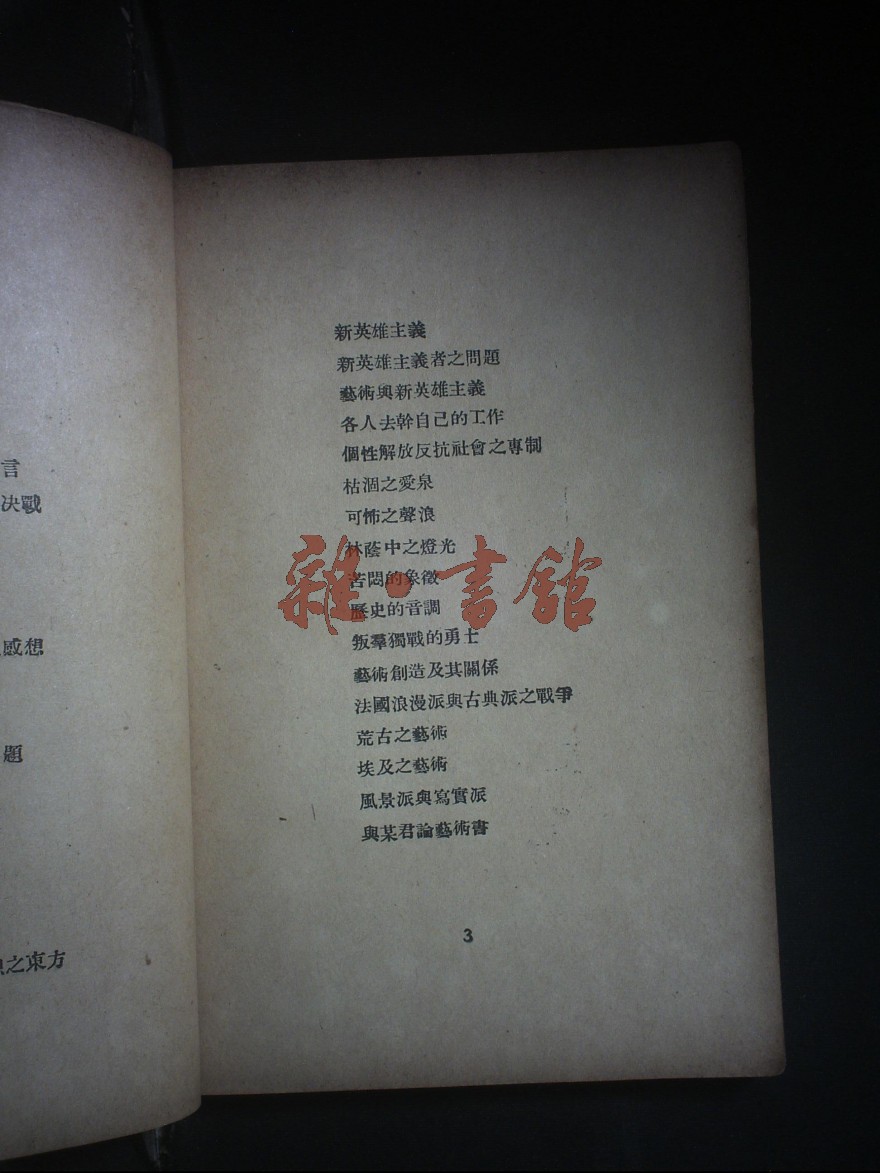 言
决戰
感想
題
之東方
新英雄主義
新英雄主義者之問題
藝術與新英雄主義
各人去幹自己的工作
個性解放反抗社會之專制
枯涸之愛泉
可怖之聲浪
林蔭中之燈光
苦悶的象徵
歷史的音調
叛羣獨戰的勇士
藝術創造及其關係
法國浪漫派與古典派之戰爭
荒古之藝術
埃及之藝術
風景派與寫實派
與某君論藝術書
3
雜·書館